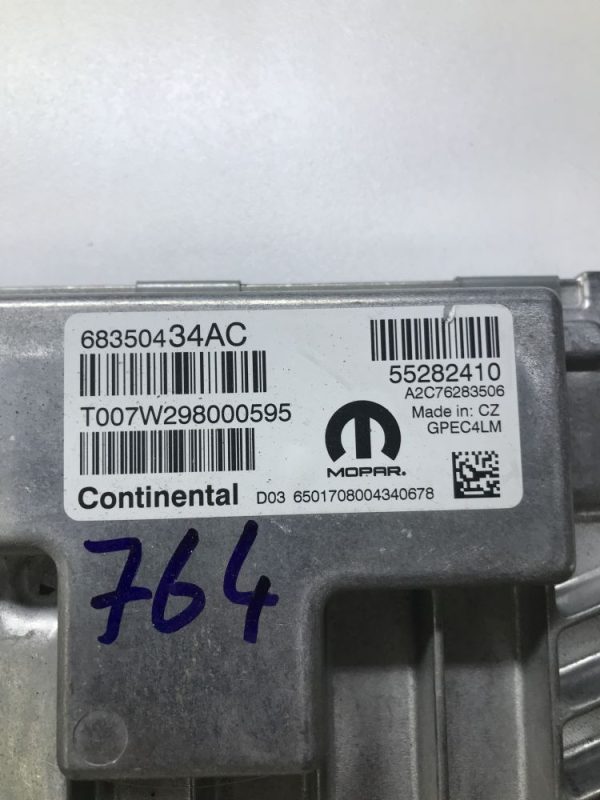 68350434AC
55282410
A2C76283506
T007W298000595
Made in: CZ
GPEC4LM
MOPAR.
Continental D03 6501708004340678
764